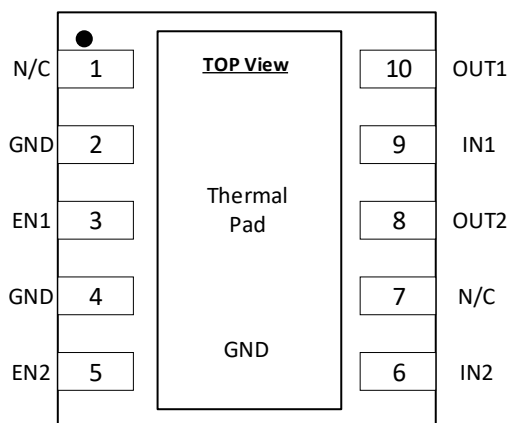 N/C 1 TOP View 10 OUT1
GND 2 9 IN1
Thermal
EN1 3 Pad 8 OUT2
GND 4 7 N/C
GND
EN2 5 6 IN2